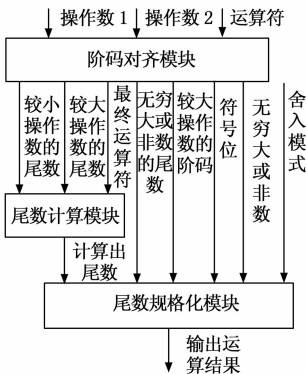 操作数1
操作数2
运算符
阶码对齐模块
较小操作数的尾数
较大操作数的尾数
最终运算符
无穷大或非数的尾数
较大操作数的阶码
符号位
无穷大或非数
舍入模式
尾数计算模块
计算出
尾数
尾数规格化模块
输出运
算结果